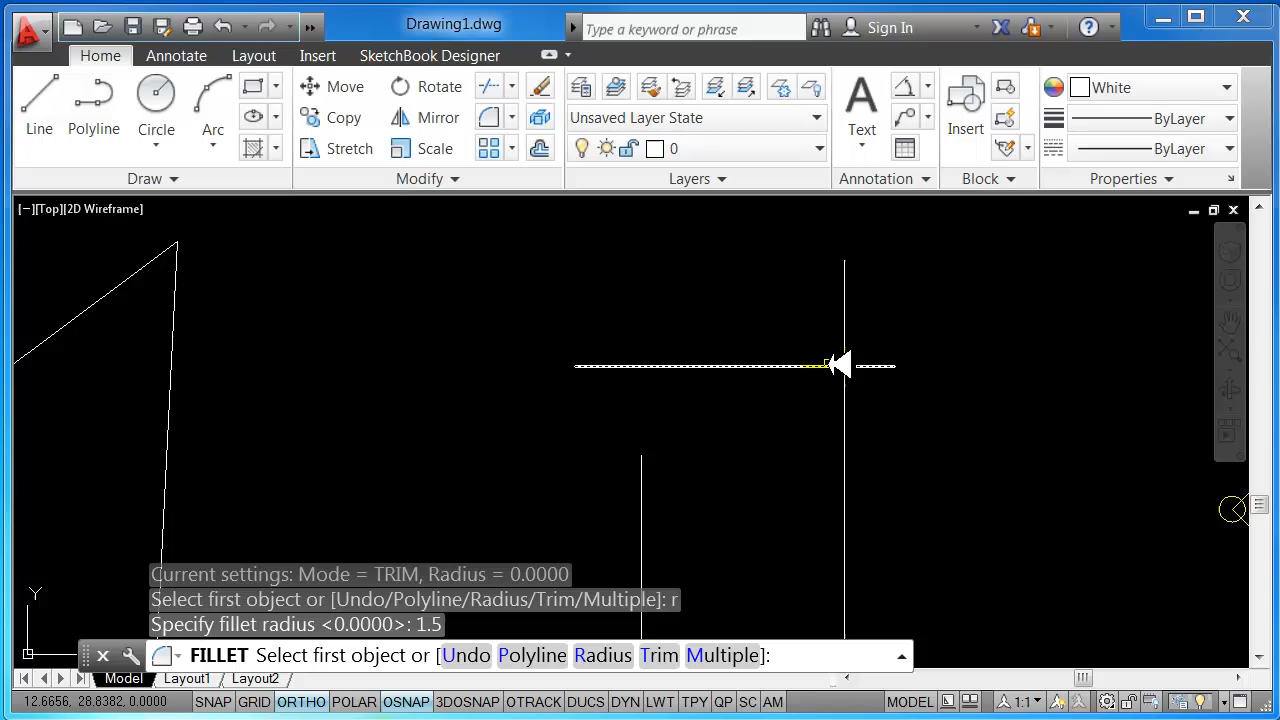 Drawing1.dwg
Type a keyword or phrase
Sign In
Home Annotate Layout Insert SketchBook Designer
Line Polyline Circle Arc
Move Rotate
Copy Mirror
Stretch Scale
Unsaved Layer State
0
Text
Insert
White
ByLayer
ByLayer
Draw Modify Layers Annotation Block Properties
[−][Top][2D Wireframe]
Y
Current settings: Mode = TRIM, Radius = 0.0000
Select first object or [Undo/Polyline/Radius/Trim/Multiple]: r
Specify fillet radius <0.0000>: 1.5
FILLET Select first object or [Undo Polyline Radius Trim Multiple]:
Model Layout1 Layout2
12.6656, 28.8382, 0.0000 SNAP GRID ORTHO POLAR OSNAP 3DOSNAP OTRACK DUCS DYN LWT TPY QP SC AM MODEL 1:1